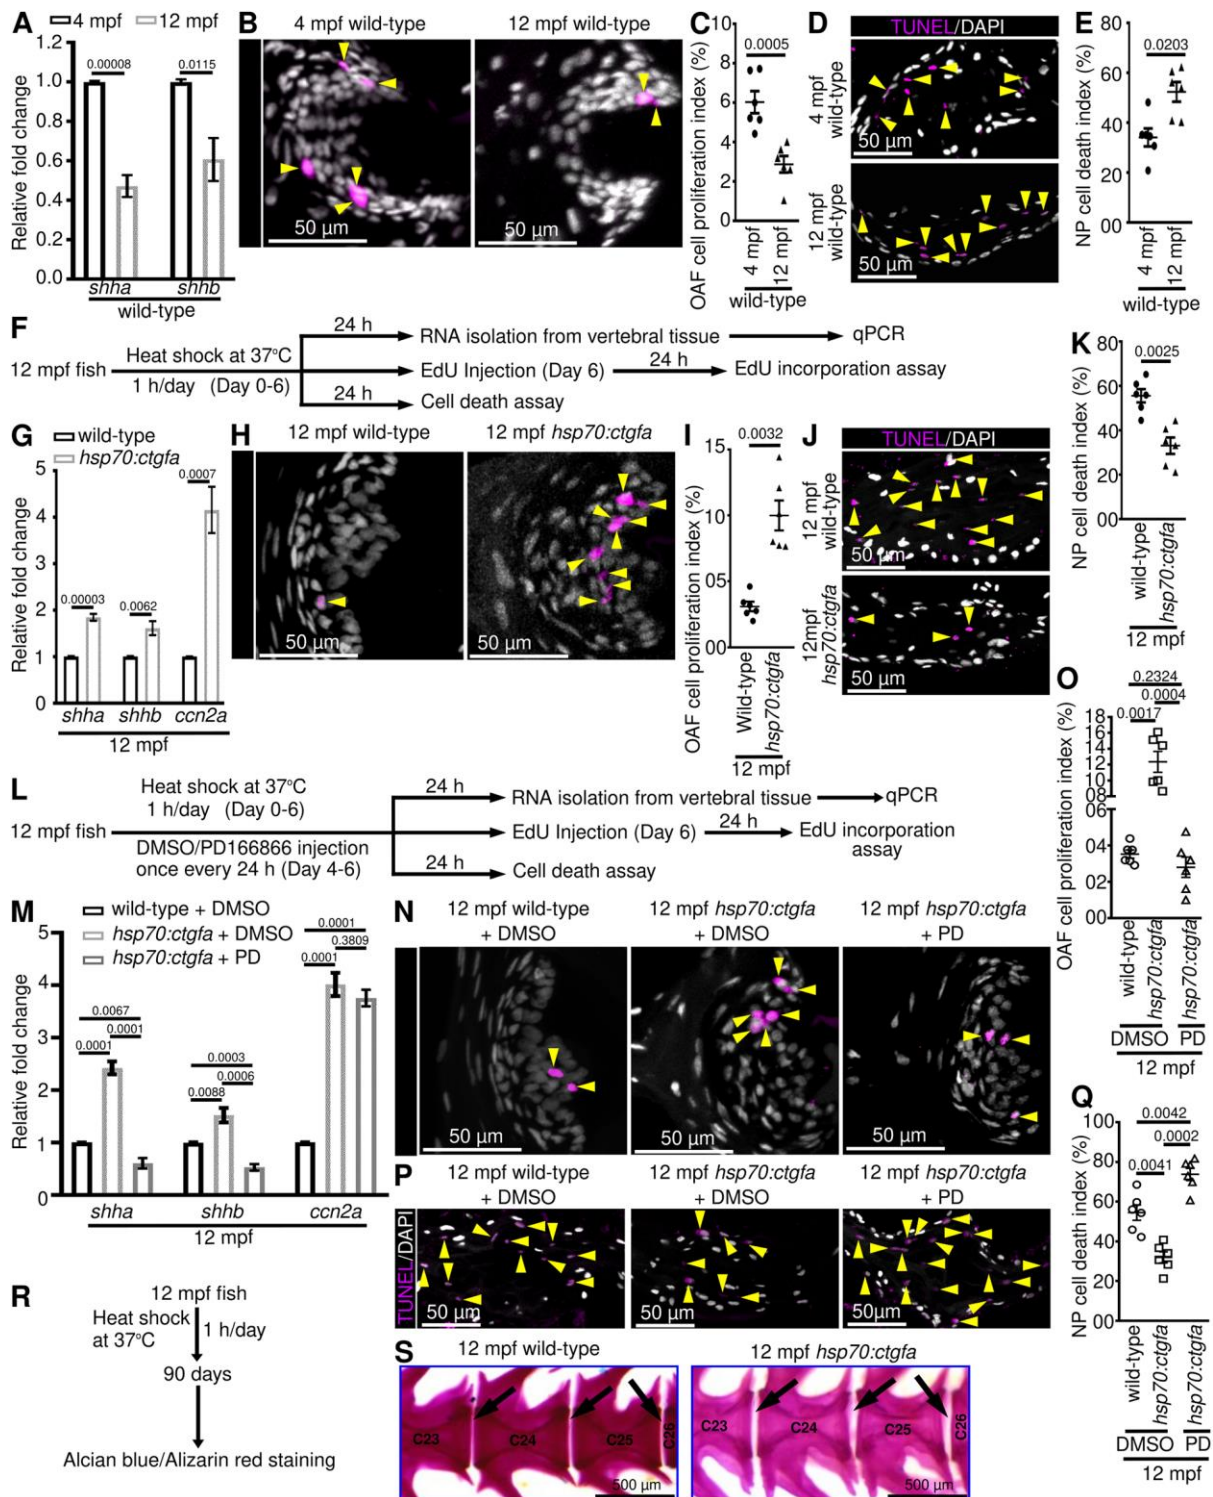 A
4 mpf
12 mpf
Relative fold change
1.2
1.0
0.8
0.6
0.4
0.2
0.0
0.00008
0.0115
shha
shhb
wild-type
B
4 mpf wild-type
12 mpf wild-type
50 µm
50 µm
C
OAF cell proliferation index (%)
10
8
6
4
2
0
0.0005
4 mpf
12 mpf
wild-type
D
TUNEL/DAPI
4 mpf
wild-type
12 mpf
wild-type
50 µm
50 µm
E
NP cell death index (%)
80
60
40
20
0
0.0203
4 mpf
12 mpf
wild-type
F
12 mpf fish
Heat shock at 37°C
1 h/day (Day 0-6)
24 h
RNA isolation from vertebral tissue
qPCR
EdU Injection (Day 6)
24 h
EdU incorporation assay
24 h
Cell death assay
G
wild-type
hsp70:ctgfa
Relative fold change
5
4
3
2
1
0
0.00003
0.0062
0.0007
shha
shhb
ccn2a
12 mpf
H
12 mpf wild-type
12 mpf hsp70:ctgfa
50 µm
50 µm
I
OAF cell proliferation index (%)
15
10
05
00
0.0032
Wild-type
hsp70:ctgfa
12 mpf
J
TUNEL/DAPI
12 mpf
wild-type
12mpf
hsp70:ctgfa
50 µm
50 µm
K
NP cell death index (%)
80
60
40
20
00
0.0025
wild-type
hsp70:ctgfa
12 mpf
L
12 mpf fish
Heat shock at 37°C
1 h/day (Day 0-6)
DMSO/PD166866 injection
once every 24 h (Day 4-6)
24 h
RNA isolation from vertebral tissue
qPCR
EdU Injection (Day 6)
24 h
EdU incorporation
assay
24 h
Cell death assay
M
wild-type + DMSO
hsp70:ctgfa + DMSO
hsp70:ctgfa + PD
Relative fold change
5
4
3
2
1
0
0.0067
0.0001
0.0001
0.0003
0.0006
0.0088
0.0001
0.3809
0.0001
shha
shhb
ccn2a
12 mpf
N
12 mpf wild-type
+ DMSO
12 mpf hsp70:ctgfa
+ DMSO
12 mpf hsp70:ctgfa
+ PD
50 µm
50 µm
50 µm
O
OAF cell proliferation index (%)
18
16
14
12
10
08
06
04
02
00
0.2324
0.0004
0.0017
wild-type
hsp70:ctgfa
hsp70:ctgfa
DMSO
PD
12 mpf
P
12 mpf wild-type
+ DMSO
12 mpf hsp70:ctgfa
+ DMSO
12 mpf hsp70:ctgfa
+ PD
TUNEL/DAPI
50 µm
50 µm
50µm
Q
NP cell death index (%)
100
80
60
40
20
00
0.0042
0.0002
0.0041
wild-type
hsp70:ctgfa
hsp70:ctgfa
DMSO
PD
12 mpf
R
12 mpf fish
Heat shock
at 37°C
1 h/day
90 days
Alcian blue/Alizarin red staining
S
12 mpf wild-type
12 mpf hsp70:ctgfa
C23
C24
C25
C26
500 µm
C23
C24
C25
C26
500 µm